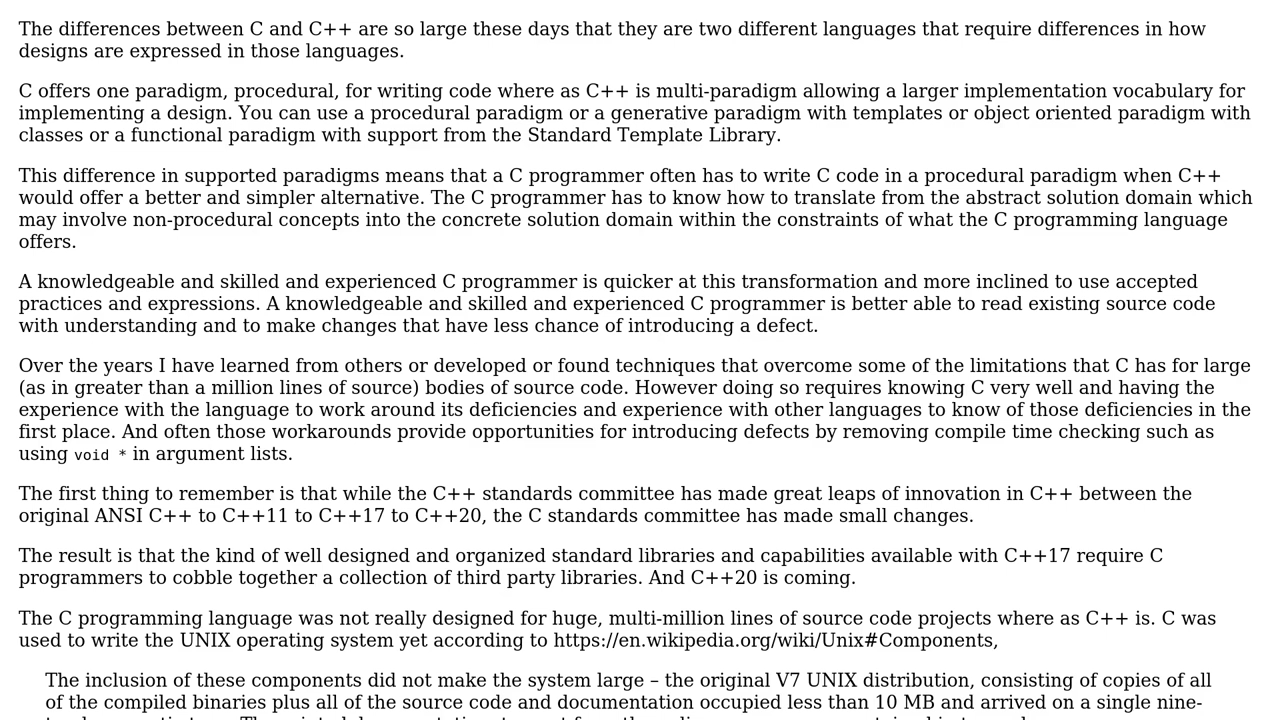 The differences between C and C++ are so large these days that they are two different languages that require differences in how
designs are expressed in those languages.
C offers one paradigm, procedural, for writing code where as C++ is multi-paradigm allowing a larger implementation vocabulary for
implementing a design. You can use a procedural paradigm or a generative paradigm with templates or object oriented paradigm with
classes or a functional paradigm with support from the Standard Template Library.
This difference in supported paradigms means that a C programmer often has to write C code in a procedural paradigm when C++
would offer a better and simpler alternative. The C programmer has to know how to translate from the abstract solution domain which
may involve non-procedural concepts into the concrete solution domain within the constraints of what the C programming language
offers.
A knowledgeable and skilled and experienced C programmer is quicker at this transformation and more inclined to use accepted
practices and expressions. A knowledgeable and skilled and experienced C programmer is better able to read existing source code
with understanding and to make changes that have less chance of introducing a defect.
Over the years I have learned from others or developed or found techniques that overcome some of the limitations that C has for large
(as in greater than a million lines of source) bodies of source code. However doing so requires knowing C very well and having the
experience with the language to work around its deficiencies and experience with other languages to know of those deficiencies in the
first place. And often those workarounds provide opportunities for introducing defects by removing compile time checking such as
using void * in argument lists.
The first thing to remember is that while the C++ standards committee has made great leaps of innovation in C++ between the
original ANSI C++ to C++11 to C++17 to C++20, the C standards committee has made small changes.
The result is that the kind of well designed and organized standard libraries and capabilities available with C++17 require C
programmers to cobble together a collection of third party libraries. And C++20 is coming.
The C programming language was not really designed for huge, multi-million lines of source code projects where as C++ is. C was
used to write the UNIX operating system yet according to https://en.wikipedia.org/wiki/Unix#Components,
The inclusion of these components did not make the system large – the original V7 UNIX distribution, consisting of copies of all
of the compiled binaries plus all of the source code and documentation occupied less than 10 MB and arrived on a single nine-